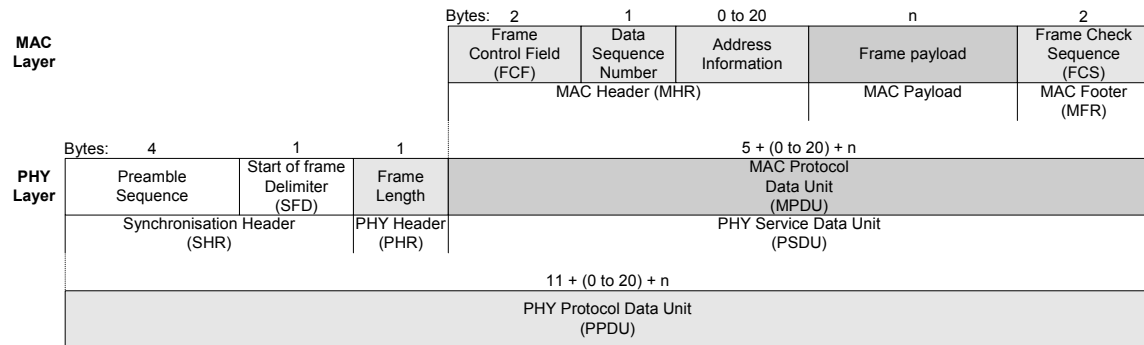 Bytes: 2 1 0 to 20 n 2
MAC
Layer
Frame
Control Field
(FCF)
Data
Sequence
Number
Address
Information
Frame payload
Frame Check
Sequence
(FCS)
MAC Header (MHR)
MAC Payload
MAC Footer
(MFR)
Bytes: 4 1 1 5 + (0 to 20) + n
PHY
Layer
Preamble
Sequence
Start of frame
Delimiter
(SFD)
Frame
Length
MAC Protocol
Data Unit
(MPDU)
Synchronisation Header
(SHR)
PHY Header
(PHR)
PHY Service Data Unit
(PSDU)
11 + (0 to 20) + n
PHY Protocol Data Unit
(PPDU)